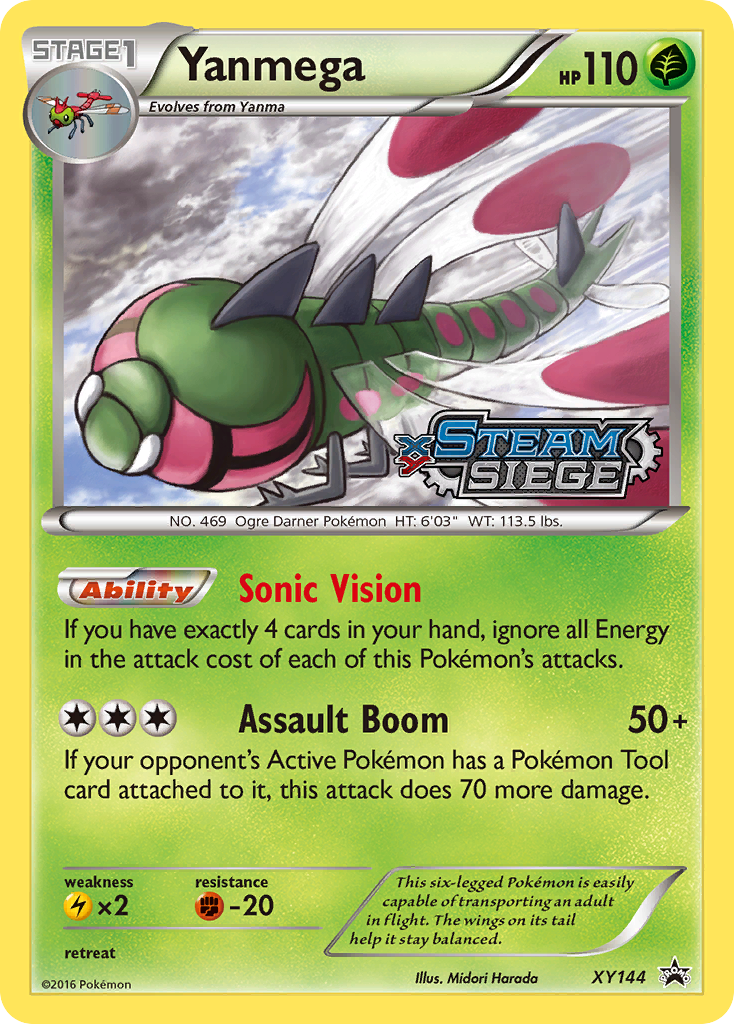 STAGE1
Yanmega
HP110
Evolves from Yanma
XY
STEAM
SIEGE
NO. 469 Ogre Darner Pokémon HT: 6'03" WT: 113.5 lbs.
Ability Sonic Vision
If you have exactly 4 cards in your hand, ignore all Energy
in the attack cost of each of this Pokémon's attacks.
Assault Boom 50+
If your opponent's Active Pokémon has a Pokémon Tool
card attached to it, this attack does 70 more damage.
weakness resistance
×2 -20
retreat
This six-legged Pokémon is easily
capable of transporting an adult
in flight. The wings on its tail
help it stay balanced.
©2016 Pokémon Illus. Midori Harada XY144 PROMO